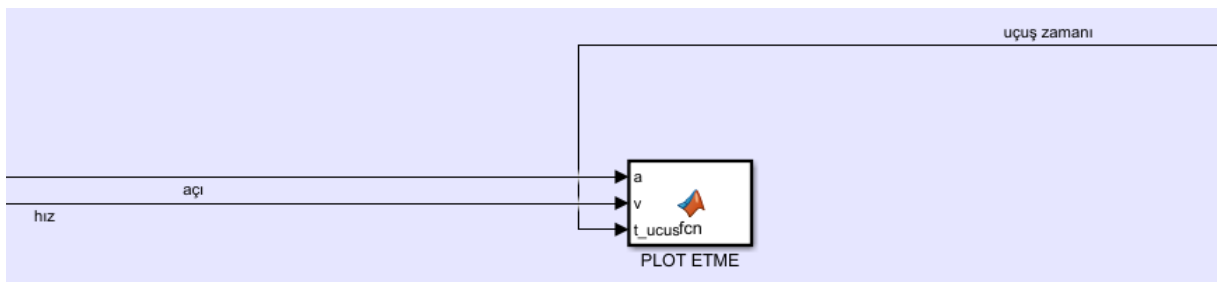 uçuş zamanı
açı
hız
a
v
t_ucus
fcn
PLOT ETME